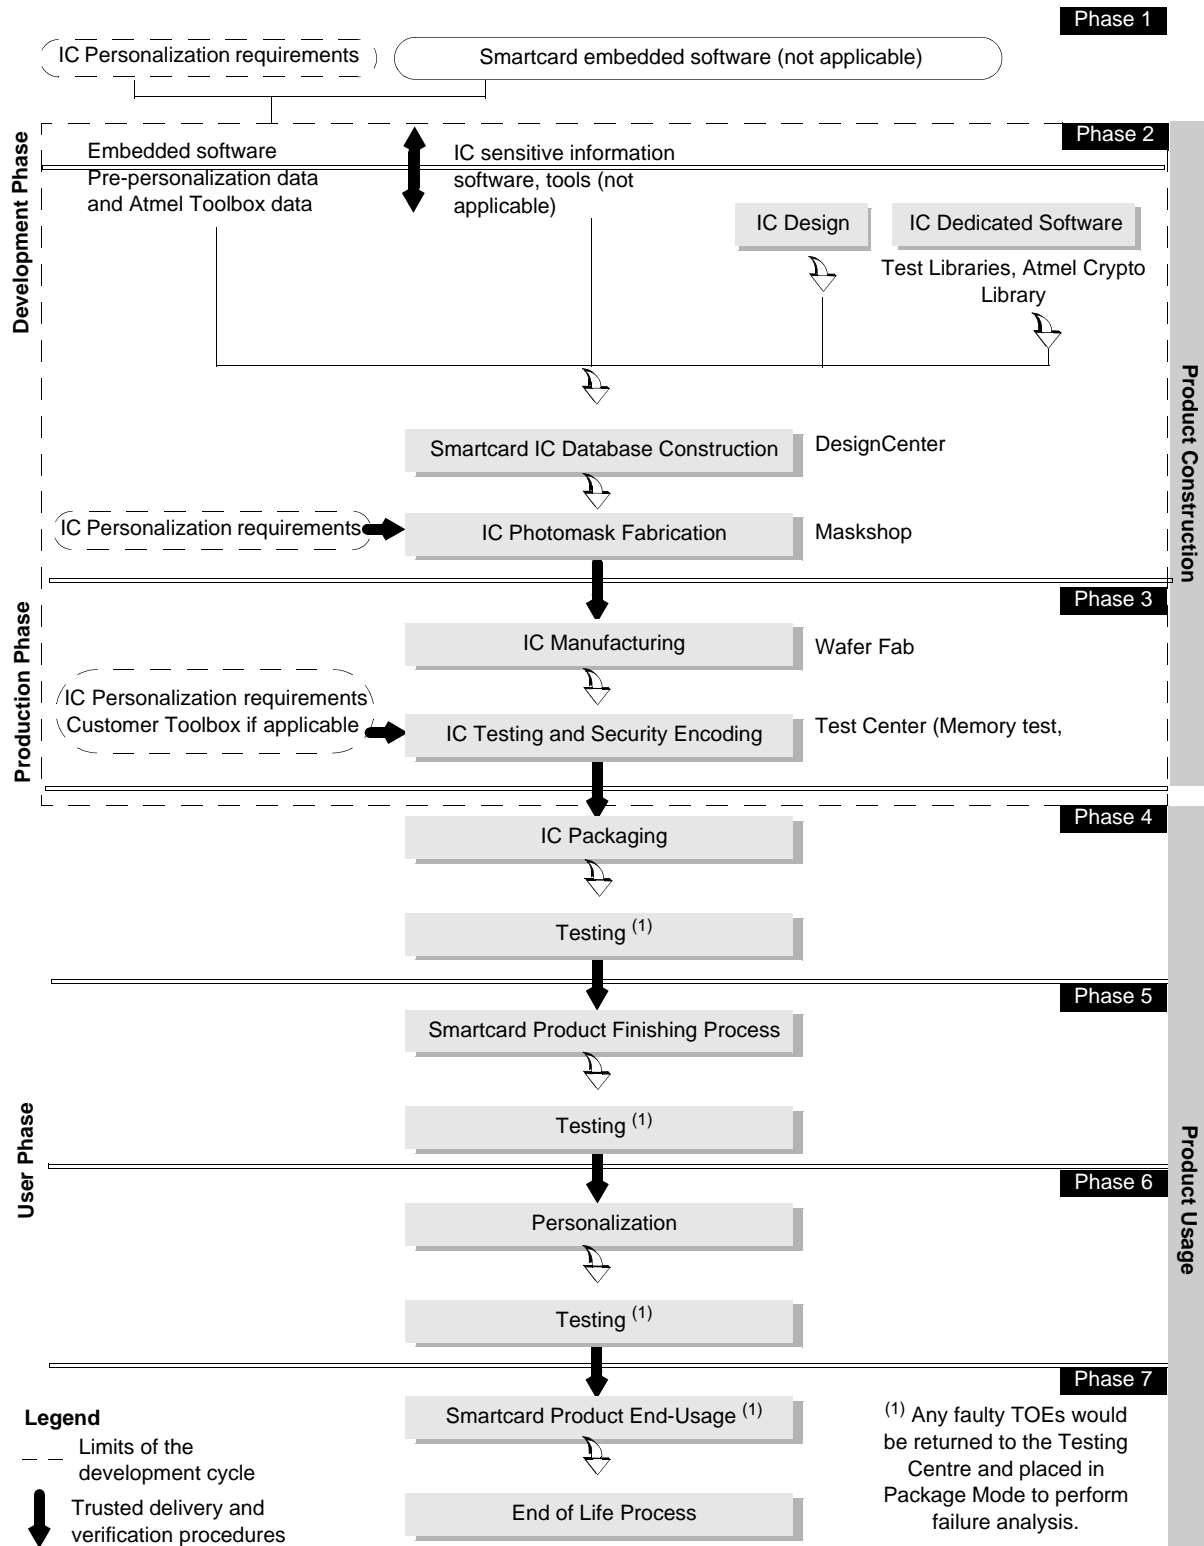 Phase 1
IC Personalization requirements
Smartcard embedded software (not applicable)
Development Phase
Phase 2
Product Construction
Embedded software
Pre-personalization data
and Atmel Toolbox data
IC sensitive information
software, tools (not
applicable)
IC Design
IC Dedicated Software
Test Libraries, Atmel Crypto
Library
Smartcard IC Database Construction
DesignCenter
IC Personalization requirements
IC Photomask Fabrication
Maskshop
Production Phase
Phase 3
IC Manufacturing
Wafer Fab
IC Personalization requirements
Customer Toolbox if applicable
IC Testing and Security Encoding
Test Center (Memory test,
User Phase
Phase 4
Product Usage
IC Packaging
Testing (1)
Phase 5
Smartcard Product Finishing Process
Testing (1)
Phase 6
Personalization
Testing (1)
Phase 7
Smartcard Product End-Usage (1)
End of Life Process
Legend
Limits of the
development cycle
Trusted delivery and
verification procedures
(1) Any faulty TOEs would
be returned to the Testing
Centre and placed in
Package Mode to perform
failure analysis.